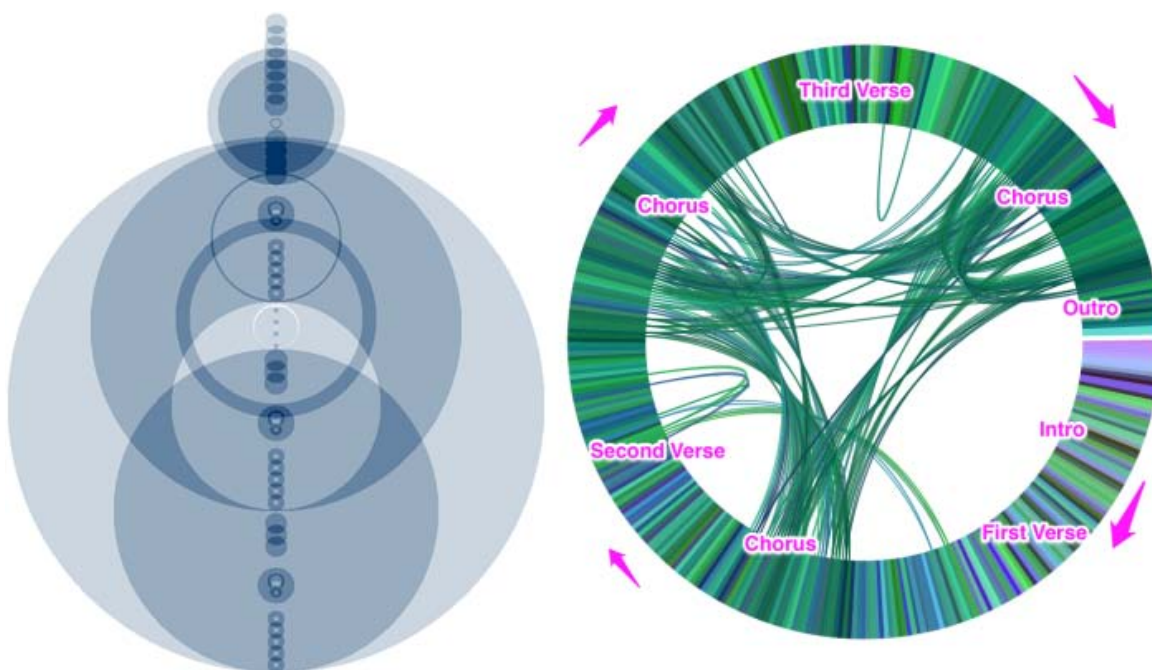 Third Verse
Chorus
Chorus
Outro
Intro
Second Verse
First Verse
Chorus